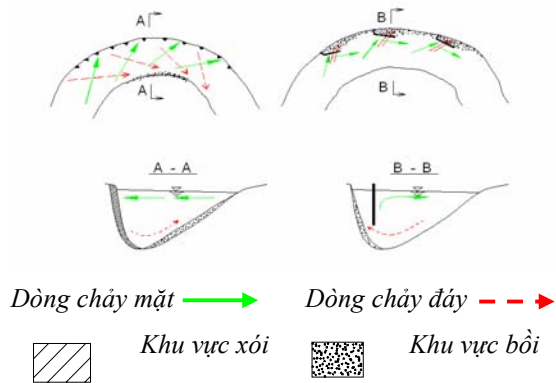 A B
A B
A - A B - B
Dòng chảy mặt Dòng chảy đáy
Khu vực xói Khu vực bồi